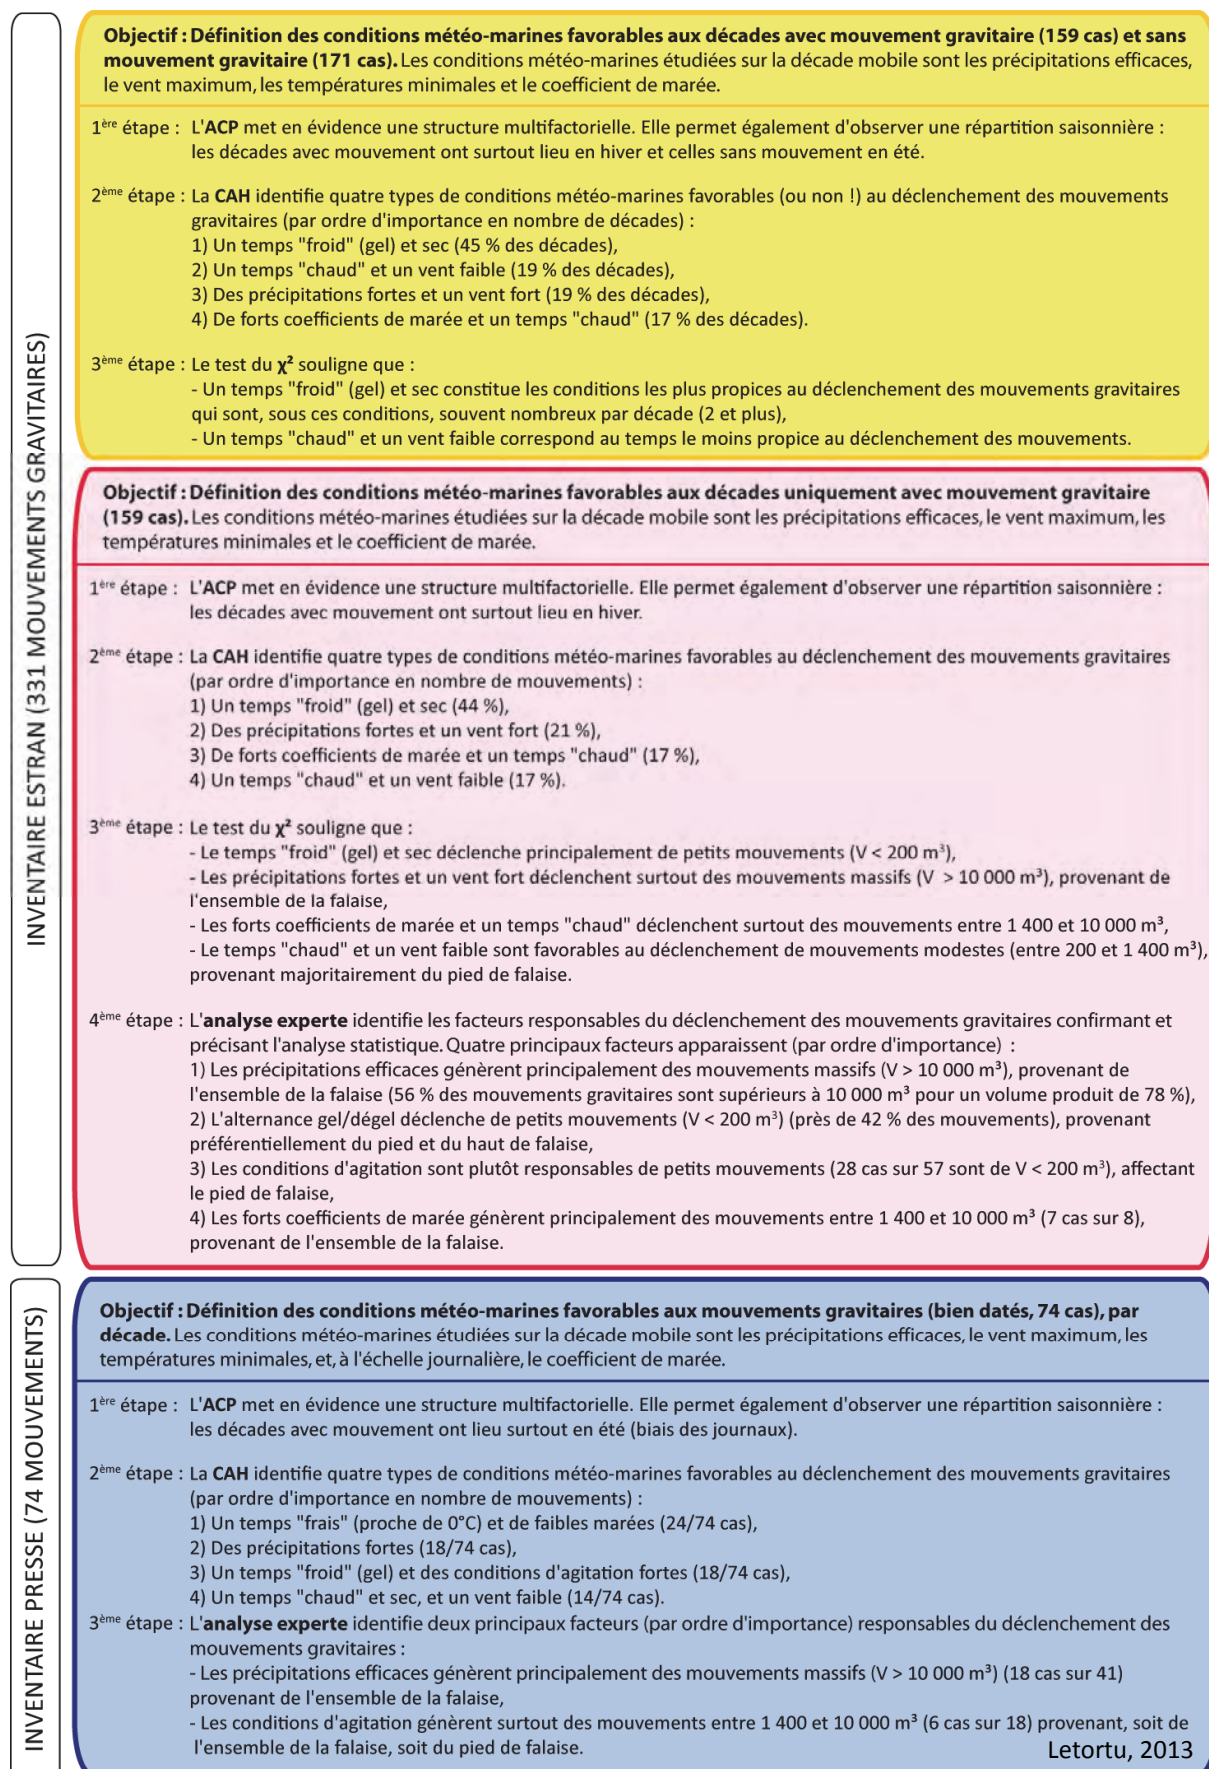 INVENTAIRE ESTRAN (331 MOUVEMENTS GRAVITAIRES)
Objectif : Définition des conditions météo-marines favorables aux décades avec mouvement gravitaire (159 cas) et sans
mouvement gravitaire (171 cas). Les conditions météo-marines étudiées sur la décade mobile sont les précipitations efficaces,
le vent maximum, les températures minimales et le coefficient de marée.
1ère étape : L'ACP met en évidence une structure multifactorielle. Elle permet également d'observer une répartition saisonnière :
les décades avec mouvement ont surtout lieu en hiver et celles sans mouvement en été.
2ème étape : La CAH identifie quatre types de conditions météo-marines favorables (ou non !) au déclenchement des mouvements
gravitaires (par ordre d'importance en nombre de décades) :
1) Un temps "froid" (gel) et sec (45 % des décades),
2) Un temps "chaud" et un vent faible (19 % des décades),
3) Des précipitations fortes et un vent fort (19 % des décades),
4) De forts coefficients de marée et un temps "chaud" (17 % des décades).
3ème étape : Le test du χ² souligne que :
- Un temps "froid" (gel) et sec constitue les conditions les plus propices au déclenchement des mouvements gravitaires
qui sont, sous ces conditions, souvent nombreux par décade (2 et plus),
- Un temps "chaud" et un vent faible correspond au temps le moins propice au déclenchement des mouvements.
Objectif : Définition des conditions météo-marines favorables aux décades uniquement avec mouvement gravitaire
(159 cas). Les conditions météo-marines étudiées sur la décade mobile sont les précipitations efficaces, le vent maximum, les
températures minimales et le coefficient de marée.
1ère étape : L'ACP met en évidence une structure multifactorielle. Elle permet également d'observer une répartition saisonnière :
les décades avec mouvement ont surtout lieu en hiver.
2ème étape : La CAH identifie quatre types de conditions météo-marines favorables au déclenchement des mouvements gravitaires
(par ordre d'importance en nombre de mouvements) :
1) Un temps "froid" (gel) et sec (44 %),
2) Des précipitations fortes et un vent fort (21 %),
3) De forts coefficients de marée et un temps "chaud" (17 %),
4) Un temps "chaud" et un vent faible (17 %).
3ème étape : Le test du χ² souligne que :
- Le temps "froid" (gel) et sec déclenche principalement de petits mouvements (V < 200 m³),
- Les précipitations fortes et un vent fort déclenchent surtout des mouvements massifs (V > 10 000 m³), provenant de
l'ensemble de la falaise,
- Les forts coefficients de marée et un temps "chaud" déclenchent surtout des mouvements entre 1 400 et 10 000 m³,
- Le temps "chaud" et un vent faible sont favorables au déclenchement de mouvements modestes (entre 200 et 1 400 m³),
provenant majoritairement du pied de falaise.
4ème étape : L'analyse experte identifie les facteurs responsables du déclenchement des mouvements gravitaires confirmant et
précisant l'analyse statistique. Quatre principaux facteurs apparaissent (par ordre d'importance) :
1) Les précipitations efficaces génèrent principalement des mouvements massifs (V > 10 000 m³), provenant de
l'ensemble de la falaise (56 % des mouvements gravitaires sont supérieurs à 10 000 m³ pour un volume produit de 78 %),
2) L'alternance gel/dégel déclenche de petits mouvements (V < 200 m³) (près de 42 % des mouvements), provenant
préférentiellement du pied et du haut de falaise,
3) Les conditions d'agitation sont plutôt responsables de petits mouvements (28 cas sur 57 sont de V < 200 m³), affectant
le pied de falaise,
4) Les forts coefficients de marée génèrent principalement des mouvements entre 1 400 et 10 000 m³ (7 cas sur 8),
provenant de l'ensemble de la falaise.
INVENTAIRE PRESSE (74 MOUVEMENTS)
Objectif : Définition des conditions météo-marines favorables aux mouvements gravitaires (bien datés, 74 cas), par
décade. Les conditions météo-marines étudiées sur la décade mobile sont les précipitations efficaces, le vent maximum, les
températures minimales, et, à l'échelle journalière, le coefficient de marée.
1ère étape : L'ACP met en évidence une structure multifactorielle. Elle permet également d'observer une répartition saisonnière :
les décades avec mouvement ont lieu surtout en été (biais des journaux).
2ème étape : La CAH identifie quatre types de conditions météo-marines favorables au déclenchement des mouvements gravitaires
(par ordre d'importance en nombre de mouvements) :
1) Un temps "frais" (proche de 0°C) et de faibles marées (24/74 cas),
2) Des précipitations fortes (18/74 cas),
3) Un temps "froid" (gel) et des conditions d'agitation fortes (18/74 cas),
4) Un temps "chaud" et sec, et un vent faible (14/74 cas).
3ème étape : L'analyse experte identifie deux principaux facteurs (par ordre d'importance) responsables du déclenchement des
mouvements gravitaires :
- Les précipitations efficaces génèrent principalement des mouvements massifs (V > 10 000 m³) (18 cas sur 41)
provenant de l'ensemble de la falaise,
- Les conditions d'agitation génèrent surtout des mouvements entre 1 400 et 10 000 m³ (6 cas sur 18) provenant, soit de
l'ensemble de la falaise, soit du pied de falaise.
Letortu, 2013